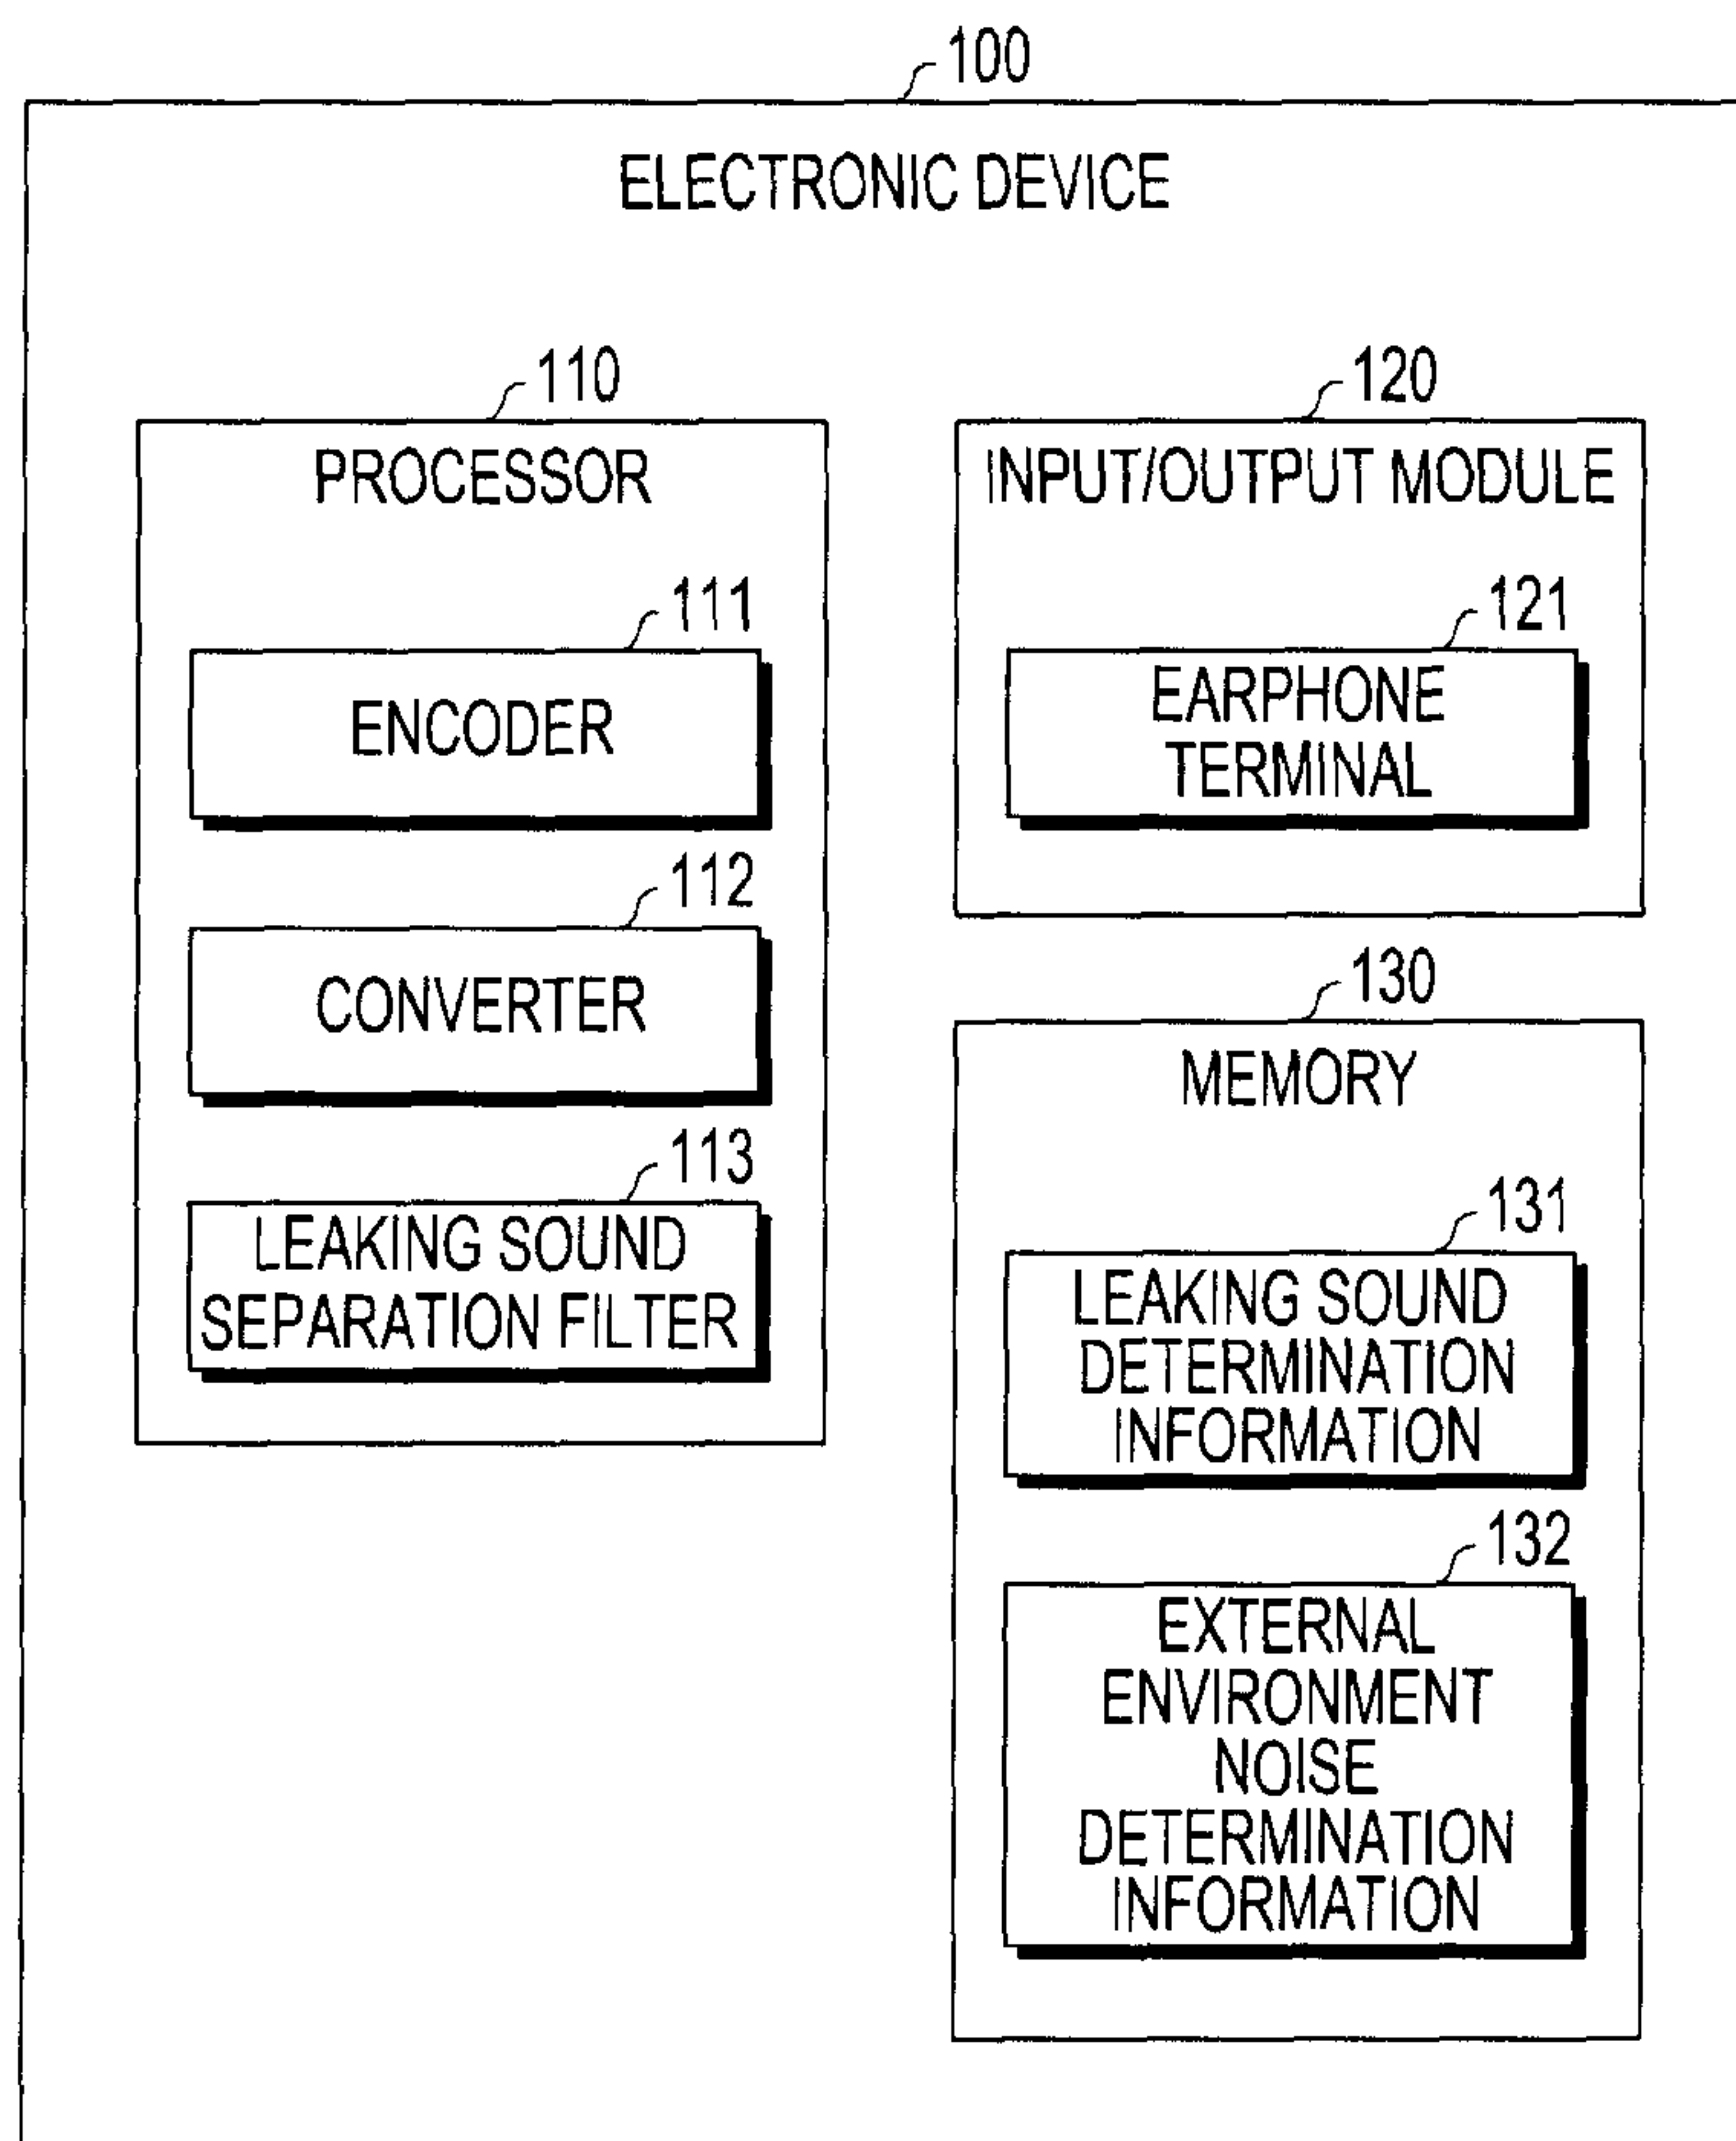 100
ELECTRONIC DEVICE
110
PROCESSOR
111
ENCODER
112
CONVERTER
113
LEAKING SOUND
SEPARATION FILTER
120
INPUT/OUTPUT MODULE
121
EARPHONE
TERMINAL
130
MEMORY
131
LEAKING SOUND
DETERMINATION
INFORMATION
132
EXTERNAL
ENVIRONMENT
NOISE
DETERMINATION
INFORMATION